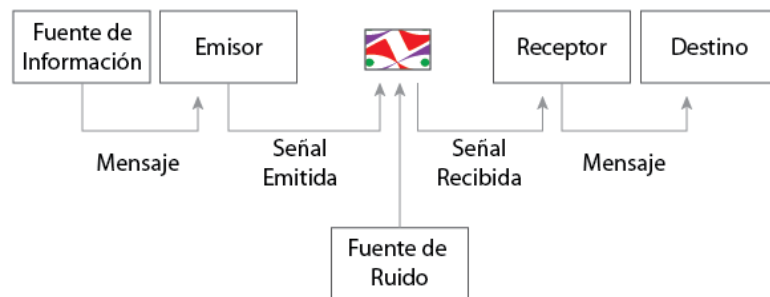 Fuente de
Información
Emisor
Receptor
Destino
Mensaje
Señal
Emitida
Señal
Recibida
Mensaje
Fuente de
Ruido